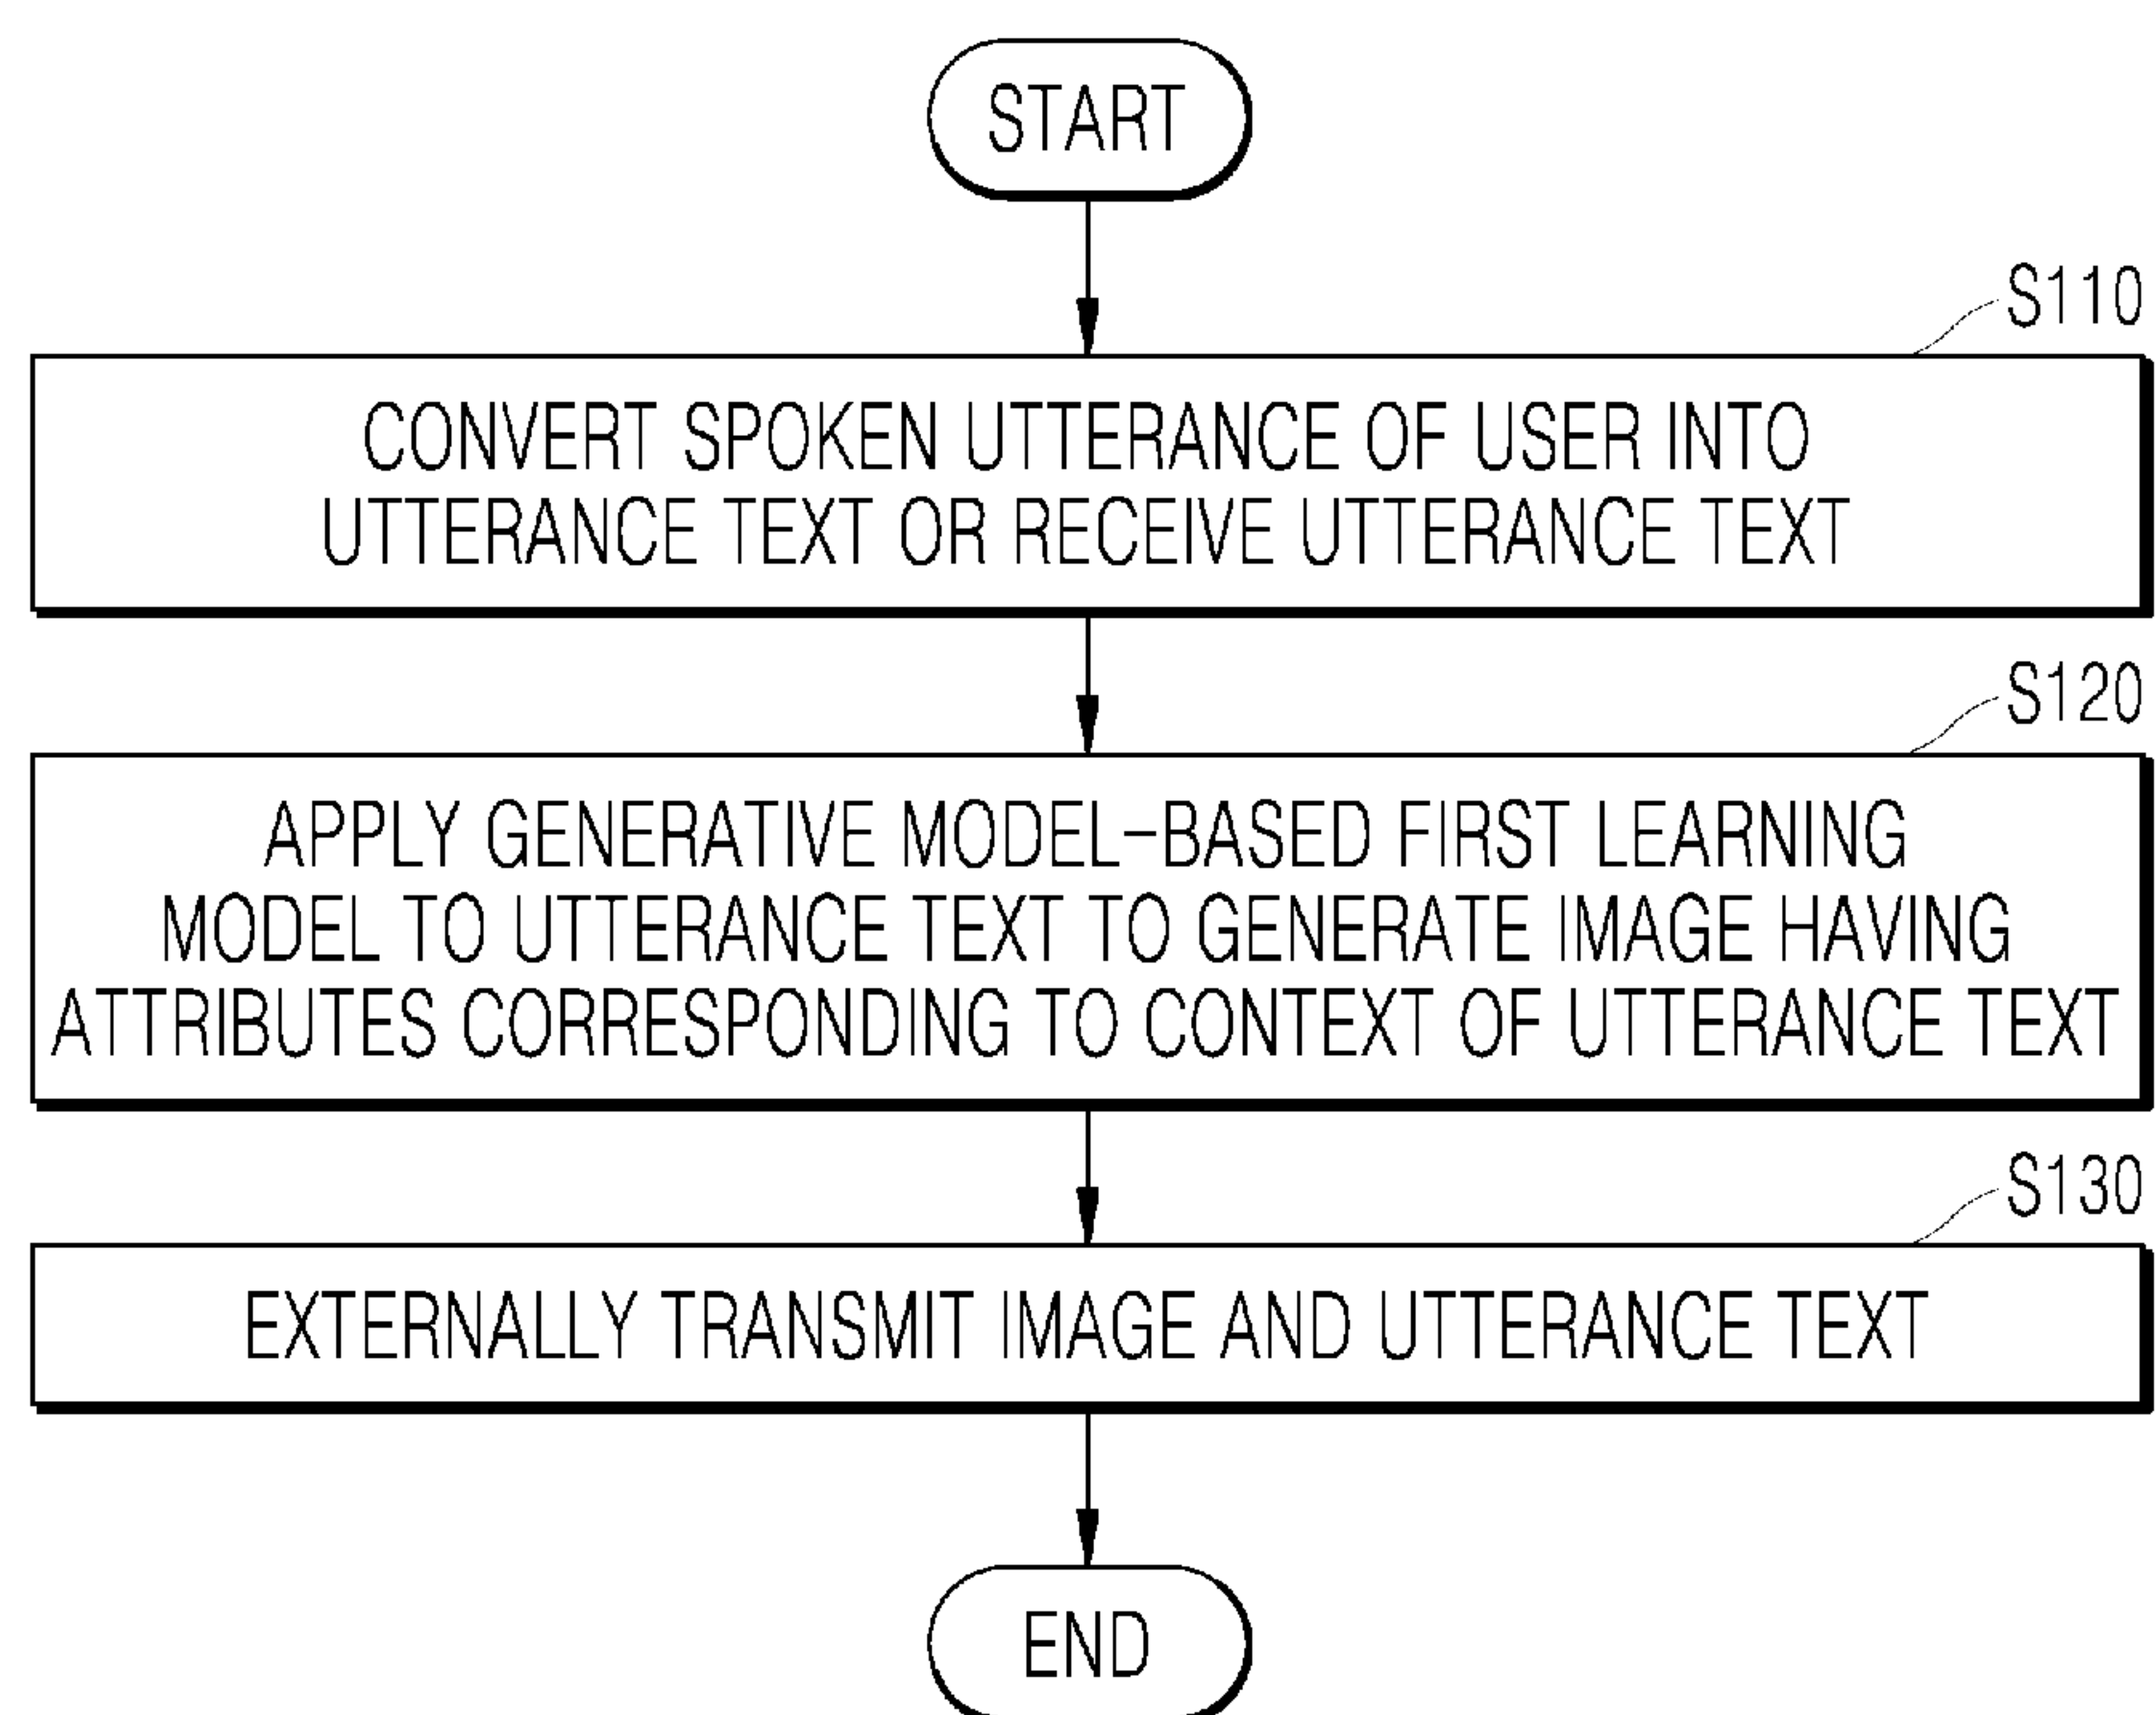 START
S110
CONVERT SPOKEN UTTERANCE OF USER INTO
UTTERANCE TEXT OR RECEIVE UTTERANCE TEXT
S120
APPLY GENERATIVE MODEL-BASED FIRST LEARNING
MODEL TO UTTERANCE TEXT TO GENERATE IMAGE HAVING
ATTRIBUTES CORRESPONDING TO CONTEXT OF UTTERANCE TEXT
S130
EXTERNALLY TRANSMIT IMAGE AND UTTERANCE TEXT
END